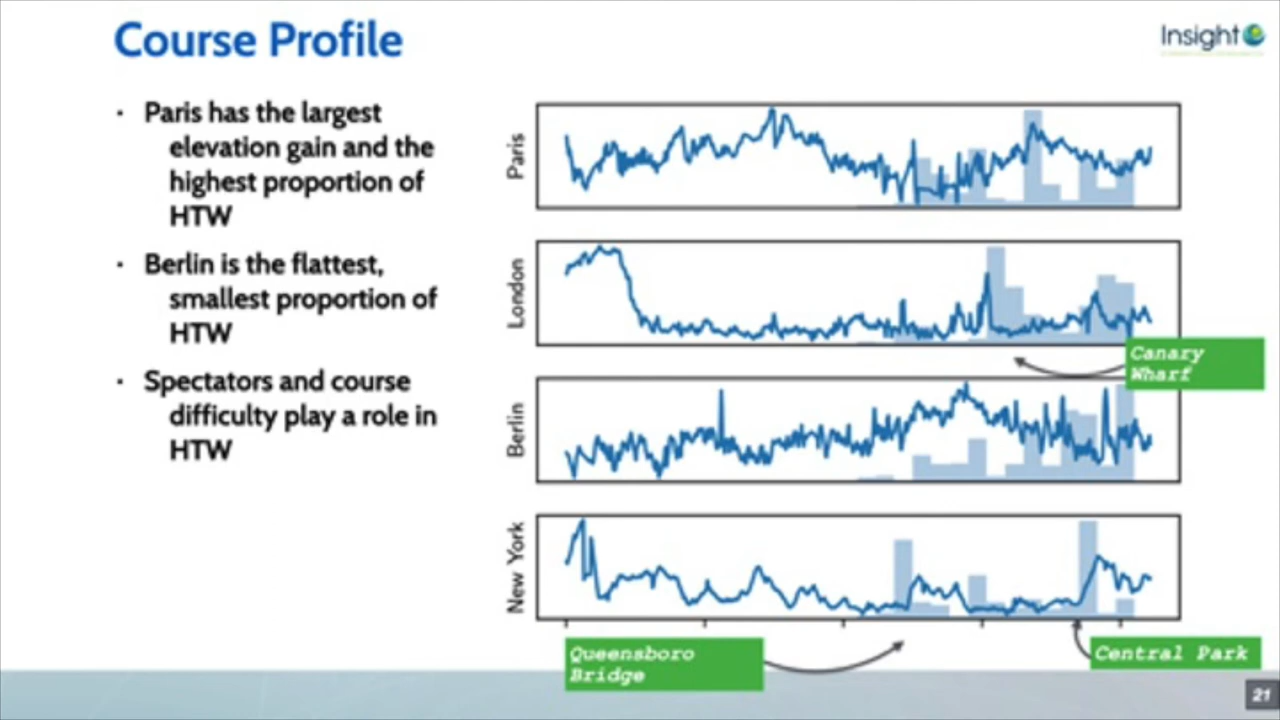 Course Profile
Insight
· Paris has the largest
elevation gain and the
highest proportion of
HTW
· Berlin is the flattest,
smallest proportion of
HTW
· Spectators and course
difficulty play a role in
HTW
Paris
London
Canary
Wharf
Berlin
New York
Queensboro
Bridge
Central Park
21